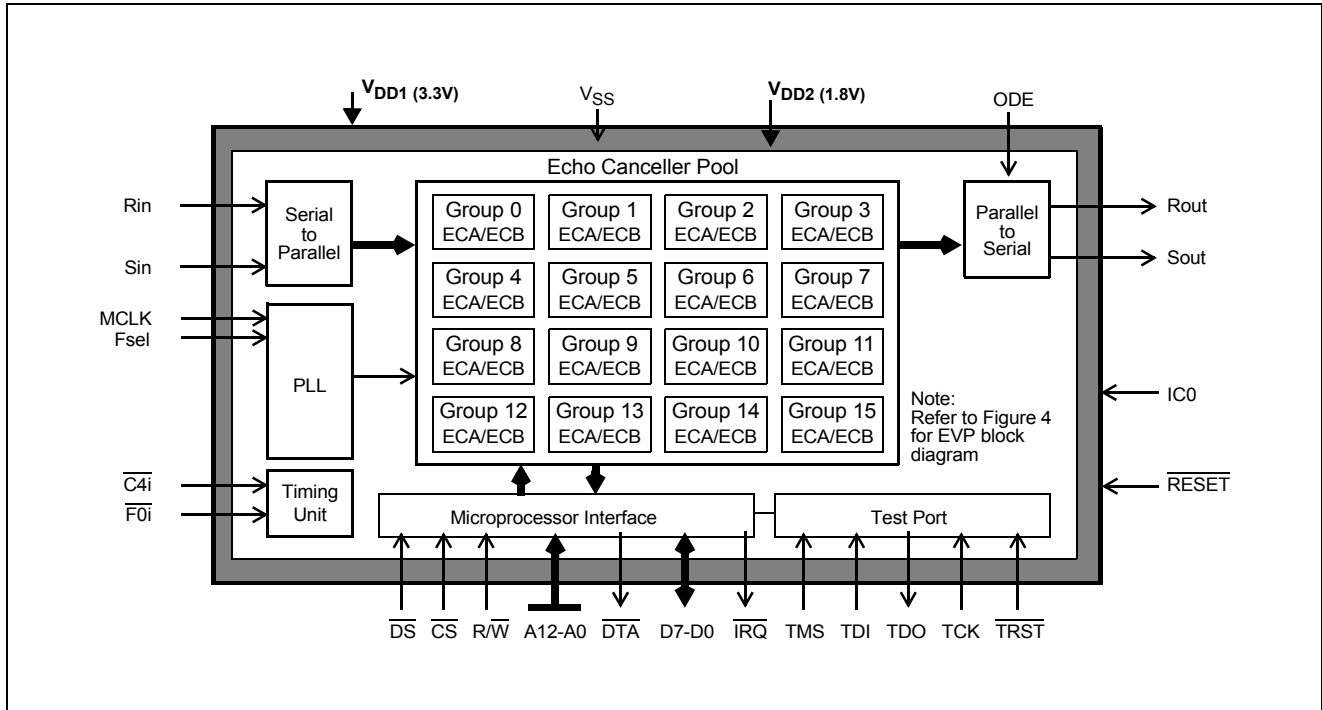 VDD1 (3.3V)
VSS
VDD2 (1.8V)
ODE
Echo Canceller Pool
Rin
Sin
Serial
to
Parallel
Group 0
ECA/ECB
Group 1
ECA/ECB
Group 2
ECA/ECB
Group 3
ECA/ECB
Parallel
to
Serial
Rout
Sout
Group 4
ECA/ECB
Group 5
ECA/ECB
Group 6
ECA/ECB
Group 7
ECA/ECB
MCLK
Fsel
PLL
Group 8
ECA/ECB
Group 9
ECA/ECB
Group 10
ECA/ECB
Group 11
ECA/ECB
Group 12
ECA/ECB
Group 13
ECA/ECB
Group 14
ECA/ECB
Group 15
ECA/ECB
Note:
Refer to Figure 4
for EVP block
diagram
IC0
RESET
C4i
F0i
Timing
Unit
Microprocessor Interface
Test Port
DS
CS
R/W
A12-A0
DTA
D7-D0
IRQ
TMS
TDI
TDO
TCK
TRST